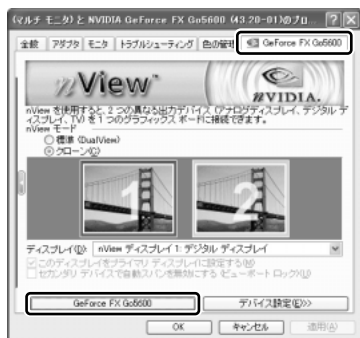 (マルチ モニタ) と NVIDIA GeForce FX Go5600 (43.20-01)のプロ...
全般 アダプタ モニタ トラブルシューティング 色の管理 GeForce FX Go5600
nView™
NVIDIA.
nView を使用すると、2 つの異なる出力デバイス (アナログディスプレイ、デジタル デ
ィスプレイ、TV) を 1 つのグラフィックス ボードに接続できます。
nView モード
標準 (DualView)
クローン(C)
1 2
ディスプレイ(D): nView ディスプレイ 1: デジタル ディスプレイ
このディスプレイをプライマリ ディスプレイに設定する(M)
セカンダリ デバイスで自動パンを無効にする (ビューポート ロック)(L)
GeForce FX Go5600 デバイス設定(E)>>
OK キャンセル 適用(A)